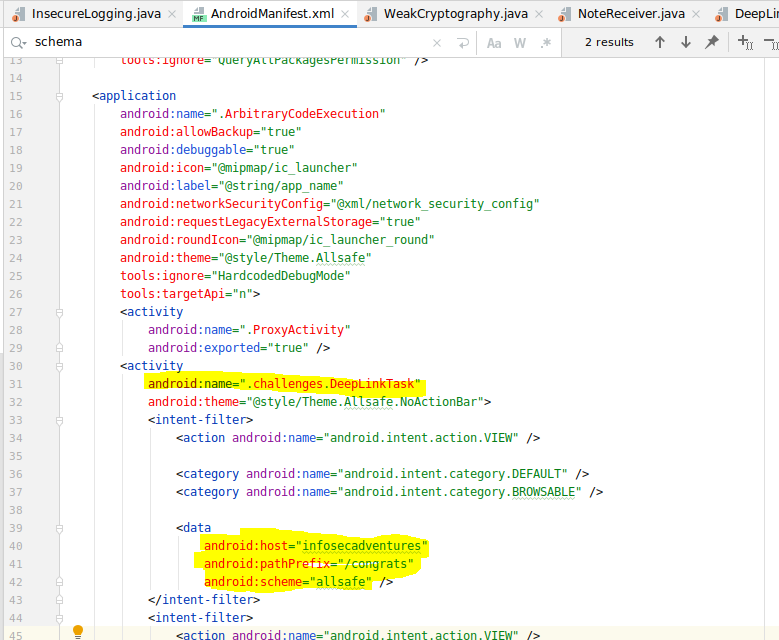 InsecureLogging.java × AndroidManifest.xml × WeakCryptography.java × NoteReceiver.java × DeepLin
schema × Aa W .* 2 results
13 tools:ignore="QueryAllPackagesPermission" />
14
15 <application
16 android:name=".ArbitraryCodeExecution"
17 android:allowBackup="true"
18 android:debuggable="true"
19 android:icon="@mipmap/ic_launcher"
20 android:label="@string/app_name"
21 android:networkSecurityConfig="@xml/network_security_config"
22 android:requestLegacyExternalStorage="true"
23 android:roundIcon="@mipmap/ic_launcher_round"
24 android:theme="@style/Theme.Allsafe"
25 tools:ignore="HardcodedDebugMode"
26 tools:targetApi="n">
27 <activity
28 android:name=".ProxyActivity"
29 android:exported="true" />
30 <activity
31 android:name=".challenges.DeepLinkTask"
32 android:theme="@style/Theme.Allsafe.NoActionBar">
33 <intent-filter>
34 <action android:name="android.intent.action.VIEW" />
35
36 <category android:name="android.intent.category.DEFAULT" />
37 <category android:name="android.intent.category.BROWSABLE" />
38
39 <data
40 android:host="infosecadventures"
41 android:pathPrefix="/congrats"
42 android:scheme="allsafe" />
43 </intent-filter>
44 <intent-filter>
45 <action android:name="android.intent.action.VIEW" />